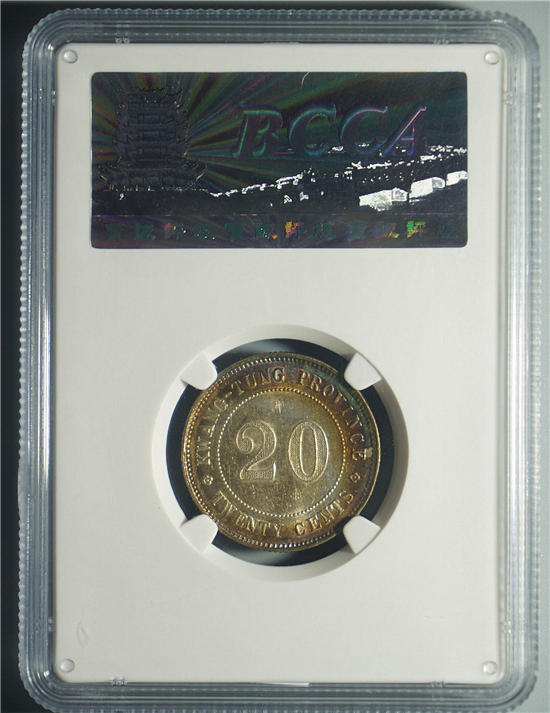 BCCA
KWANG-TUNG PROVINCE
20
TWENTY CENTS